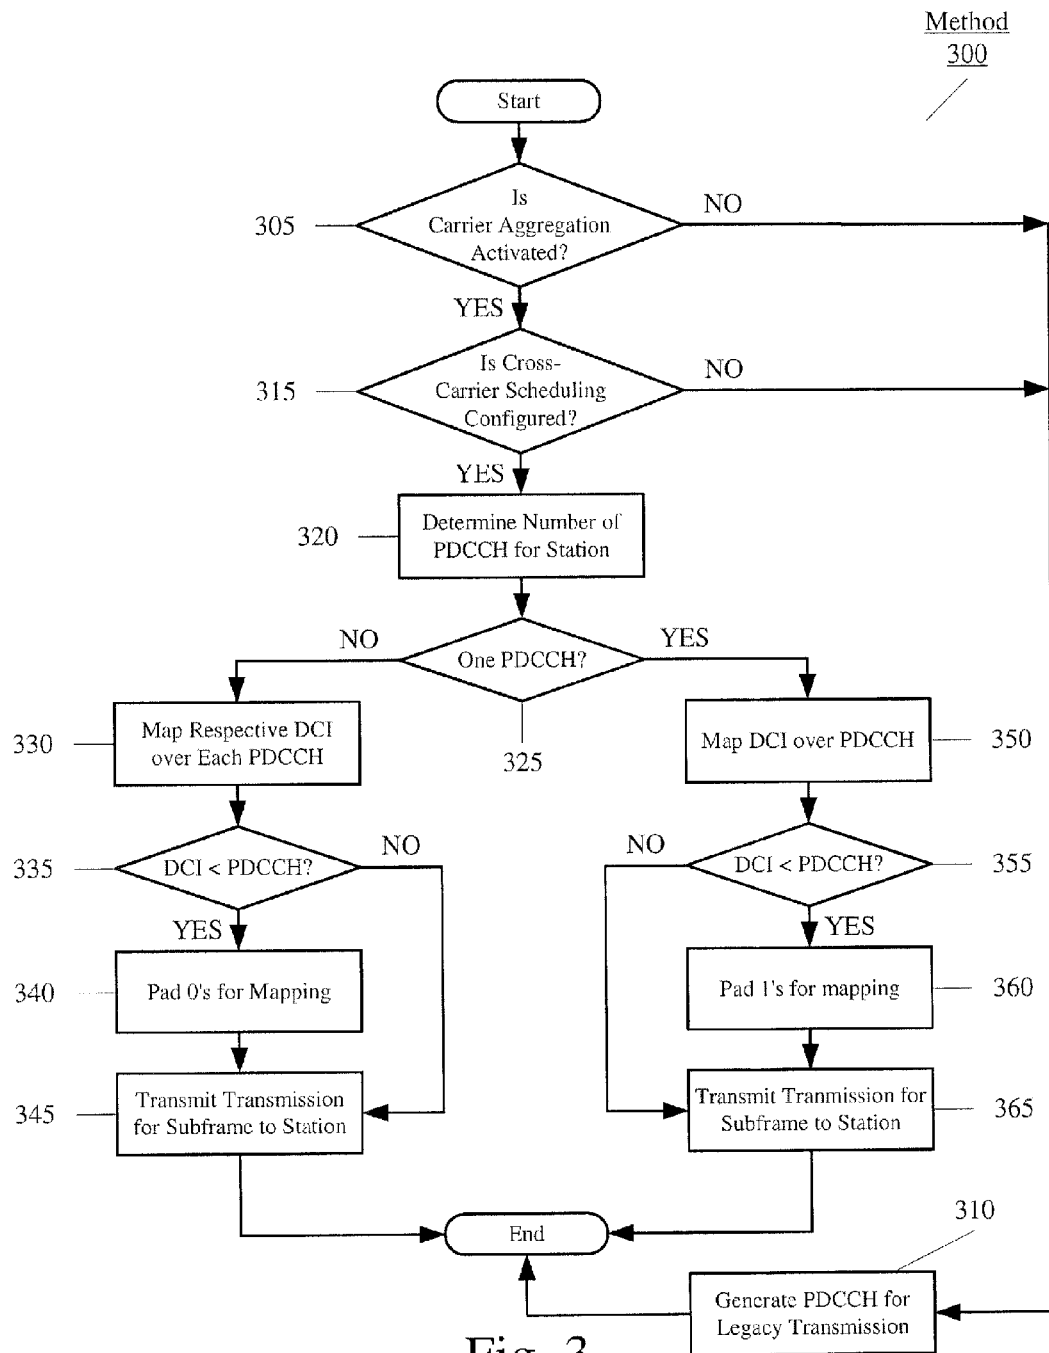 Method
300
Start
Is
Carrier Aggregation
Activated?
305
NO
YES
Is Cross-
Carrier Scheduling
Configured?
315
NO
YES
Determine Number of
PDCCH for Station
320
NO
One PDCCH?
YES
325
330
Map Respective DCI
over Each PDCCH
Map DCI over PDCCH
350
335
DCI < PDCCH?
NO
NO
DCI < PDCCH?
355
YES
YES
340
Pad 0's for Mapping
Pad 1's for mapping
360
345
Transmit Transmission
for Subframe to Station
Transmit Tranmission for
Subframe to Station
365
End
310
Generate PDCCH for
Legacy Transmission
Fig. 3